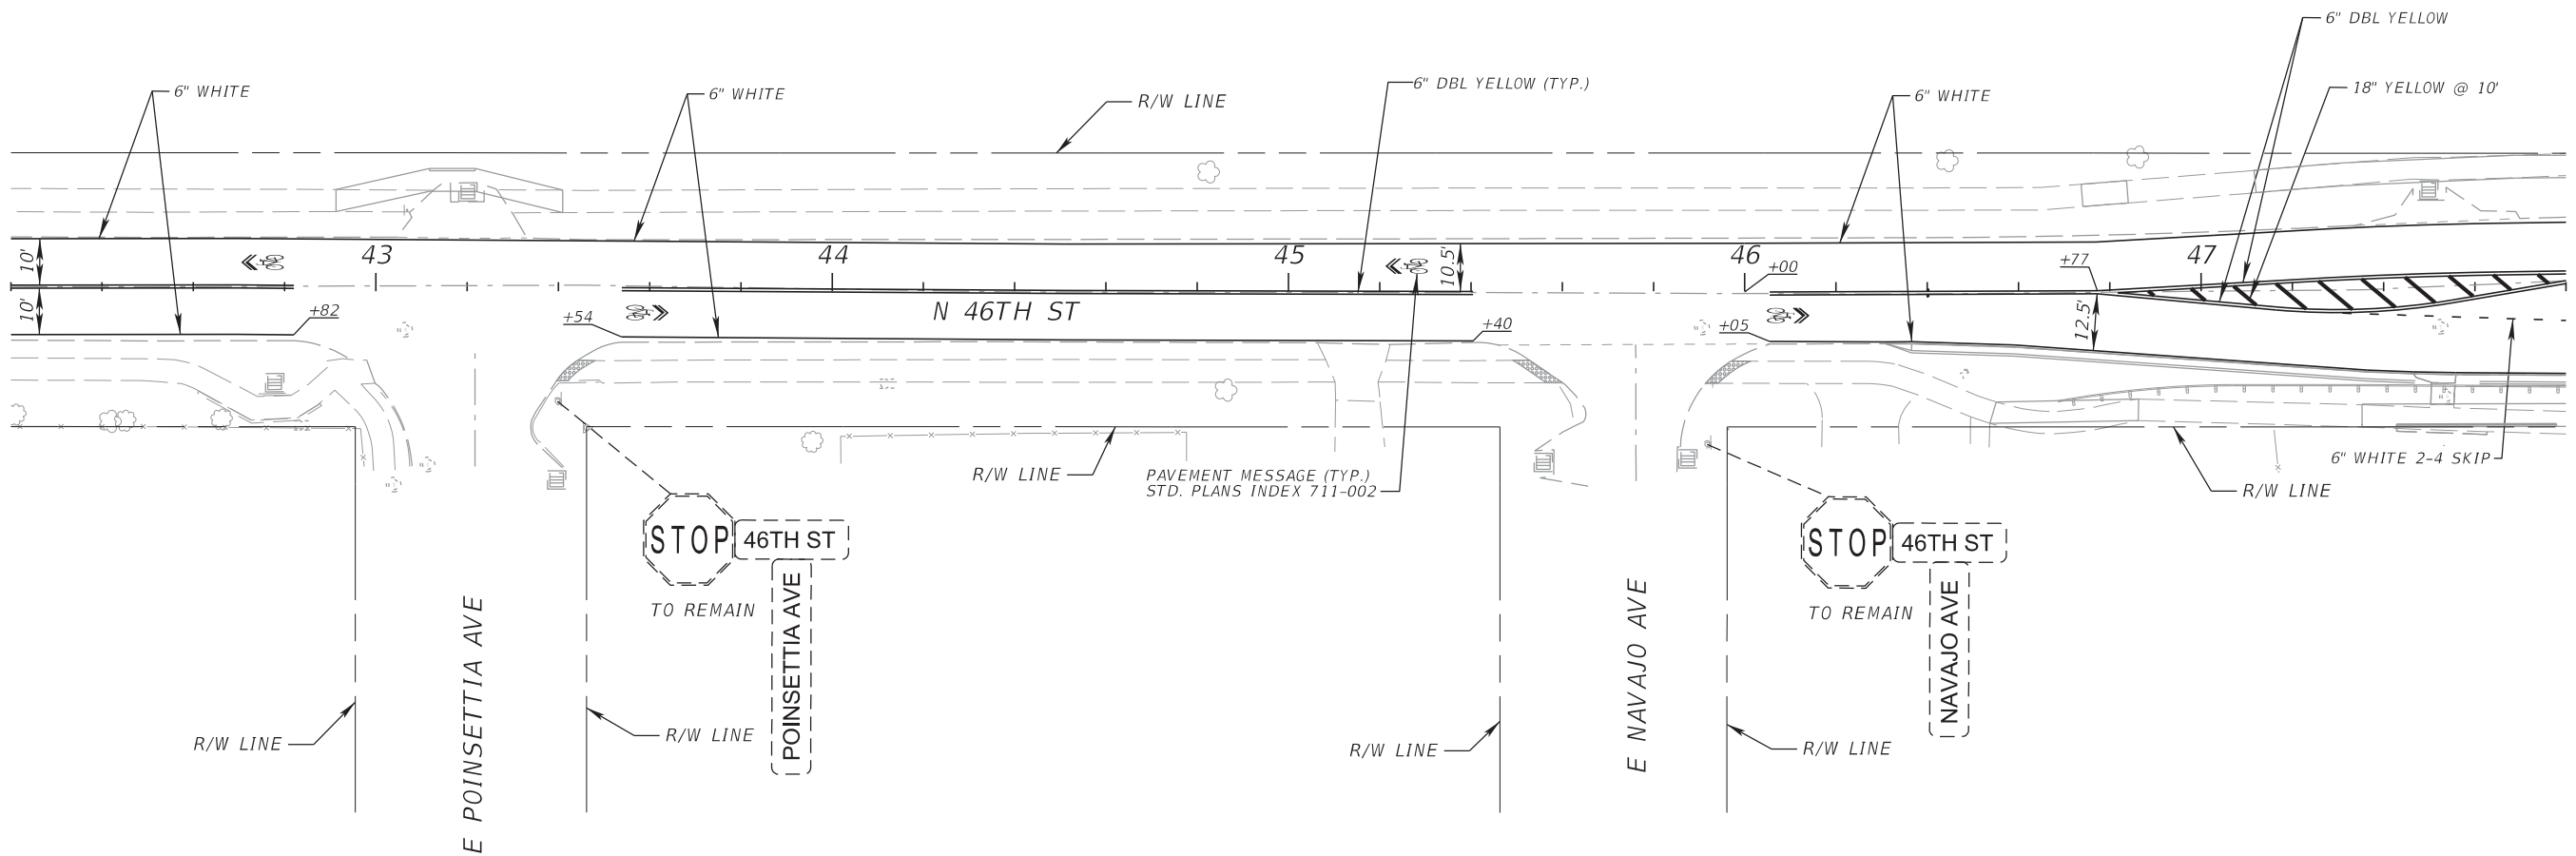 6" DBL YELLOW
6" WHITE
6" WHITE
R/W LINE
6" DBL YELLOW (TYP.)
6" WHITE
18" YELLOW @ 10'
10'
43
44
45
10.5'
46
+00
+77
47
10'
+82
+54
N 46TH ST
+40
+05
12.5'
R/W LINE
PAVEMENT MESSAGE (TYP.)
STD. PLANS INDEX 711-002
6" WHITE 2-4 SKIP
R/W LINE
STOP
46TH ST
POINSETTIA AVE
TO REMAIN
STOP
46TH ST
NAVAJO AVE
TO REMAIN
E POINSETTIA AVE
E NAVAJO AVE
R/W LINE
R/W LINE
R/W LINE
R/W LINE